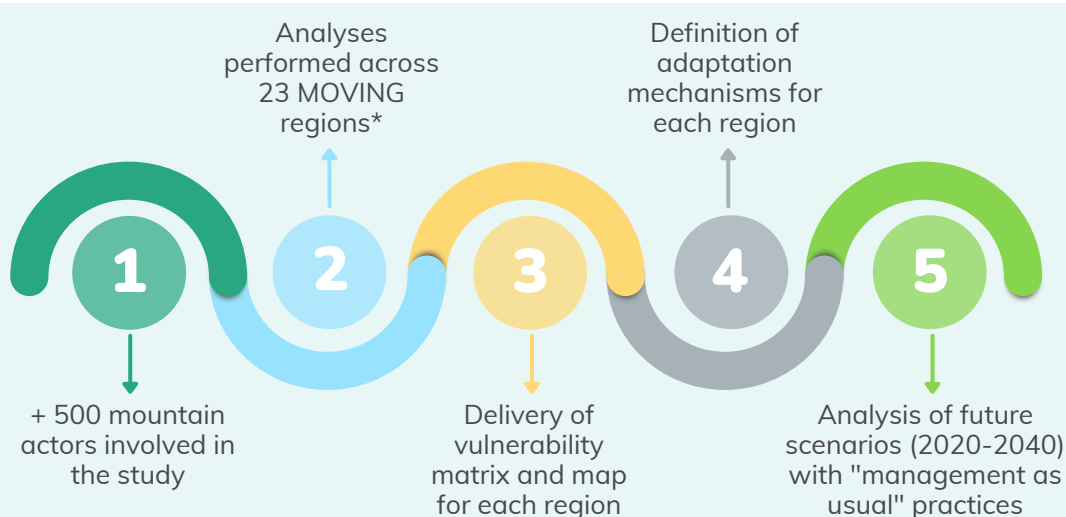 1
+ 500 mountain
actors involved in
the study
2
Analyses
performed across
23 MOVING
regions*
3
Delivery of
vulnerability
matrix and map
for each region
4
Definition of
adaptation
mechanisms for
each region
5
Analysis of future
scenarios (2020-2040)
with "management as
usual" practices